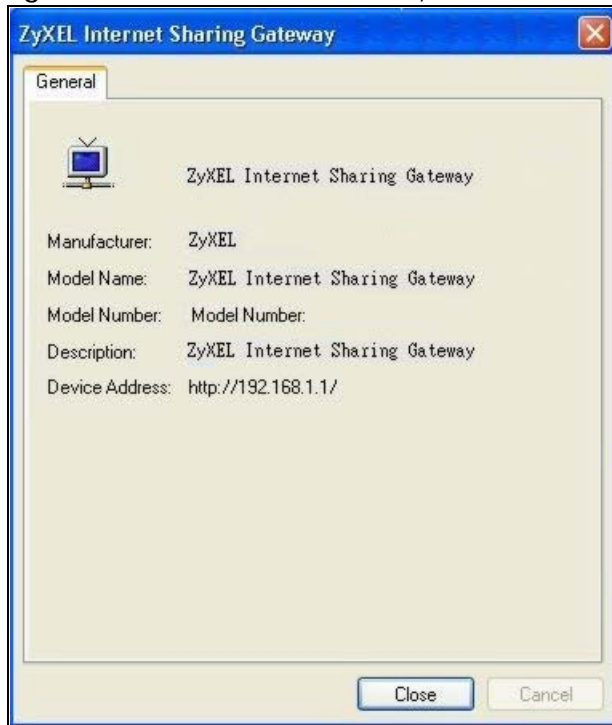 ZyXEL Internet Sharing Gateway
General
ZyXEL Internet Sharing Gateway
Manufacturer: ZyXEL
Model Name: ZyXEL Internet Sharing Gateway
Model Number: Model Number:
Description: ZyXEL Internet Sharing Gateway
Device Address: http://192.168.1.1/
Close Cancel